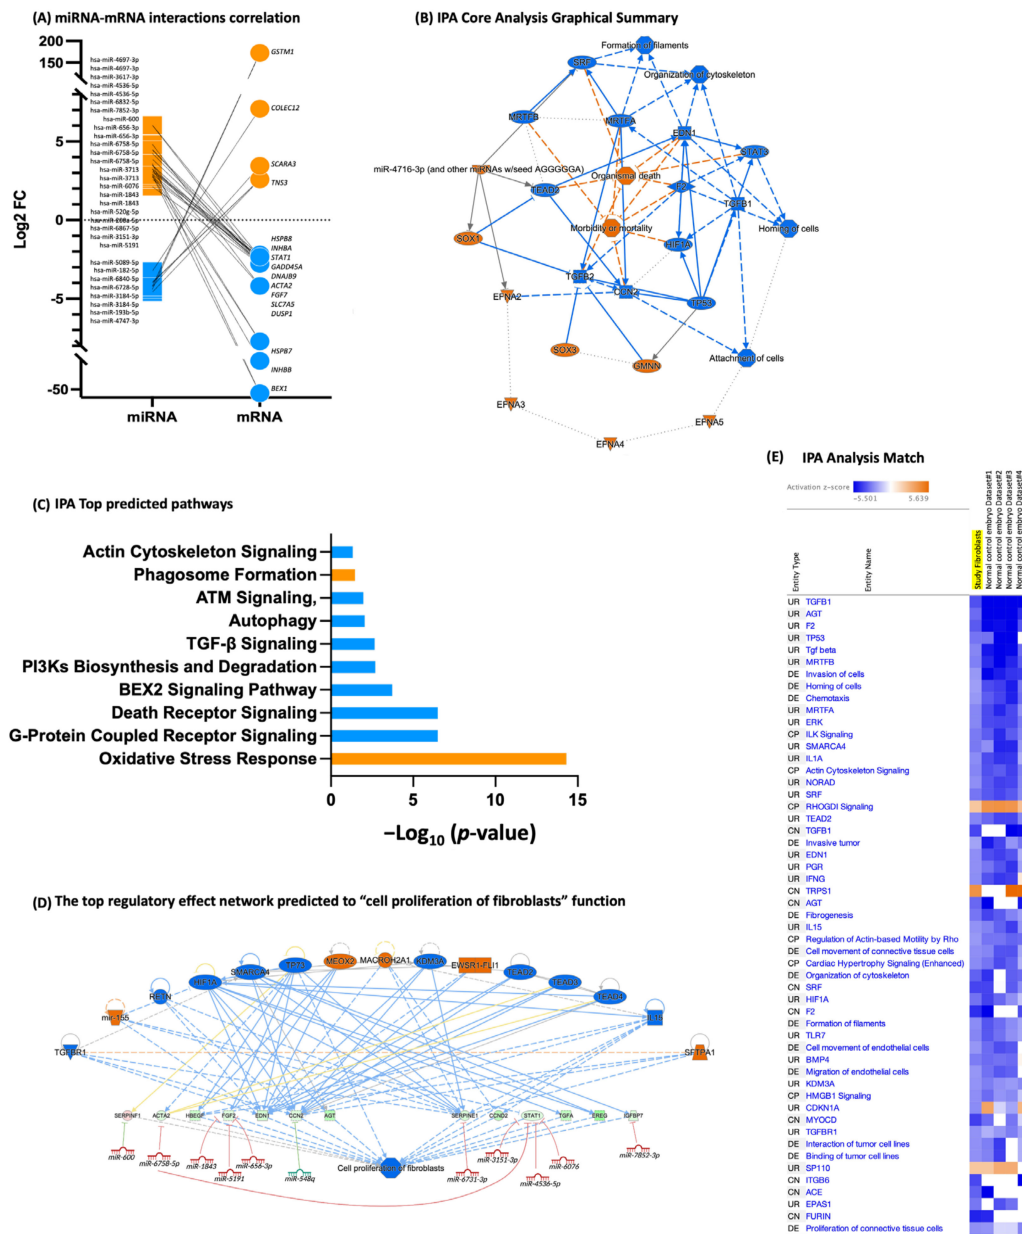 (A) miRNA-mRNA interactions correlation
Log2 FC
200
150
5
0
-5
-50
hsa-miR-4697-3p
hsa-miR-4697-3p
hsa-miR-3617-3p
hsa-miR-4536-5p
hsa-miR-4536-5p
hsa-miR-6832-5p
hsa-miR-7852-3p
hsa-miR-600
hsa-miR-656-3p
hsa-miR-656-3p
hsa-miR-6758-5p
hsa-miR-6758-5p
hsa-miR-6758-5p
hsa-miR-3713
hsa-miR-3713
hsa-miR-6076
hsa-miR-1843
hsa-miR-1843
hsa-miR-520g-5p
hsa-miR-6867-5p
hsa-miR-3151-3p
hsa-miR-5191
hsa-miR-5089-5p
hsa-miR-182-5p
hsa-miR-6840-5p
hsa-miR-6728-5p
hsa-miR-3184-5p
hsa-miR-3184-5p
hsa-miR-193b-5p
hsa-miR-4747-3p
GSTM1
COLEC12
SCARA3
TNS3
HSPB8
INHBA
STAT1
GADD45A
DNAJB9
ACTA2
FGF7
SLC7A5
DUSP1
HSPB7
INHBB
BEX1
miRNA
mRNA
(B) IPA Core Analysis Graphical Summary
Formation of filaments
SRF
Organization of cytoskeleton
MRTFB
MRTFA
EDN1
STAT3
miR-4716-3p (and other miRNAs w/seed AGGGGGA)
Organismal death
TEAD2
F2
TGFB1
Morbidity or mortality
Homing of cells
SOX1
HIF1A
TGFB2
EFNA2
CCN2
TP53
SOX3
GMNN
Attachment of cells
EFNA3
EFNA5
EFNA4
(C) IPA Top predicted pathways
Actin Cytoskeleton Signaling
Phagosome Formation
ATM Signaling,
Autophagy
TGF-β Signaling
PI3Ks Biosynthesis and Degradation
BEX2 Signaling Pathway
Death Receptor Signaling
G-Protein Coupled Receptor Signaling
Oxidative Stress Response
0
5
10
15
−Log10 (p-value)
(D) The top regulatory effect network predicted to “cell proliferation of fibroblasts” function
TP73
MEOX2
MACROH2A1
KDM3A
EWSR1-FLI1
SMARCA4
TEAD2
HIF1A
TEAD3
RETN
TEAD4
mir-155
IL15
TGFBR1
SFTPA1
SERPINF1
ACTA2
HBEGF
FGF2
EDN1
CCN2
AGT
SERPINE1
CCND2
STAT1
TGFA
EREG
IGFBP7
miR-600
miR-6758-5p
miR-1843
miR-5191
miR-656-3p
miR-548q
Cell proliferation of fibroblasts
miR-6731-3p
miR-3151-3p
miR-4536-5p
miR-6076
miR-7852-3p
(E) IPA Analysis Match
Activation z-score
-5.501
5.639
Entity Type
Entity Name
Study Fibroblasts
Normal control embryo Dataset#1
Normal control embryo Dataset#2
Normal control embryo Dataset#3
Normal control embryo Dataset#4
UR TGFB1
UR AGT
UR F2
UR TP53
UR Tgf beta
UR MRTFB
DE Invasion of cells
DE Homing of cells
DE Chemotaxis
UR MRTFA
UR ERK
CP ILK Signaling
UR SMARCA4
UR IL1A
CP Actin Cytoskeleton Signaling
UR NORAD
UR SRF
CP RHOGDI Signaling
UR TEAD2
CN TGFB1
DE Invasive tumor
UR EDN1
UR PGR
UR IFNG
CN TRPS1
CN AGT
DE Fibrogenesis
UR IL15
CP Regulation of Actin-based Motility by Rho
DE Cell movement of connective tissue cells
CP Cardiac Hypertrophy Signaling (Enhanced)
DE Organization of cytoskeleton
CN SRF
UR HIF1A
CN F2
DE Formation of filaments
UR TLR7
DE Cell movement of endothelial cells
UR BMP4
DE Migration of endothelial cells
UR KDM3A
CP HMGB1 Signaling
UR CDKN1A
CN MYOCD
UR TGFBR1
DE Interaction of tumor cell lines
DE Binding of tumor cell lines
UR SP110
CN ITGB6
CN ACE
UR EPAS1
CN FURIN
DE Proliferation of connective tissue cells